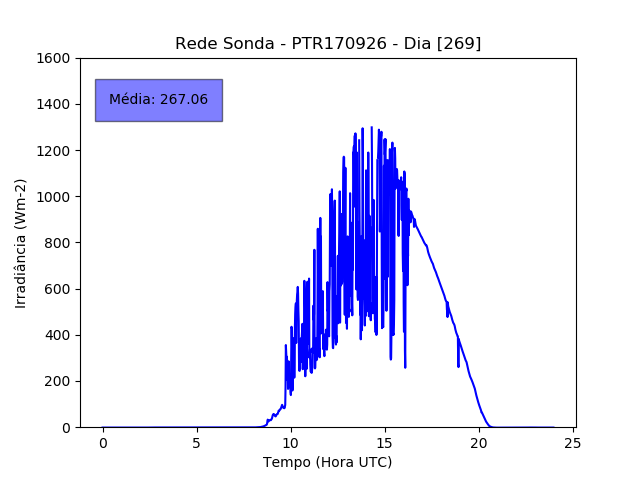 Rede Sonda - PTR170926 - Dia [269]
1600
1400
1200
1000
800
600
400
200
0
Irradiância (Wm-2)
Média: 267.06
0 5 10 15 20 25
Tempo (Hora UTC)